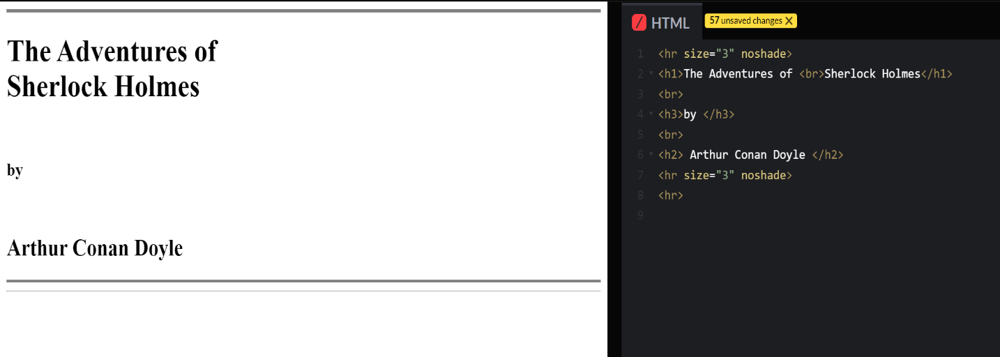 The Adventures of
Sherlock Holmes
by
Arthur Conan Doyle
/ HTML 57 unsaved changes X
1 <hr size="3" noshade>
2 <h1>The Adventures of <br>Sherlock Holmes</h1>
3 <br>
4 <h3>by </h3>
5 <br>
6 <h2> Arthur Conan Doyle </h2>
7 <hr size="3" noshade>
8 <hr>
9